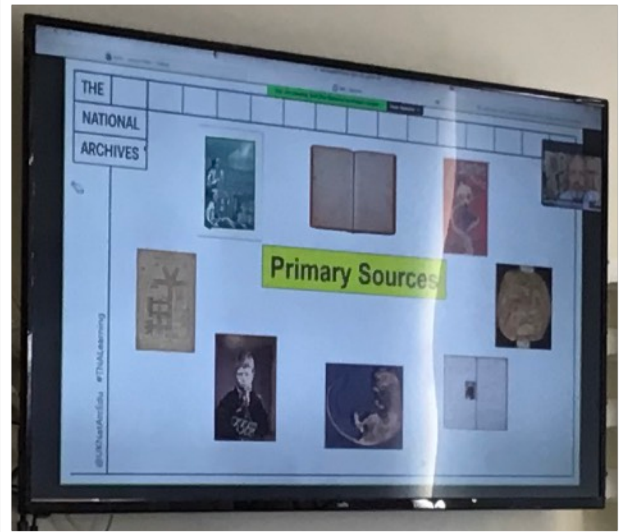 THE
NATIONAL
ARCHIVES
Primary Sources
@UKNatArcEdu #TNALearning